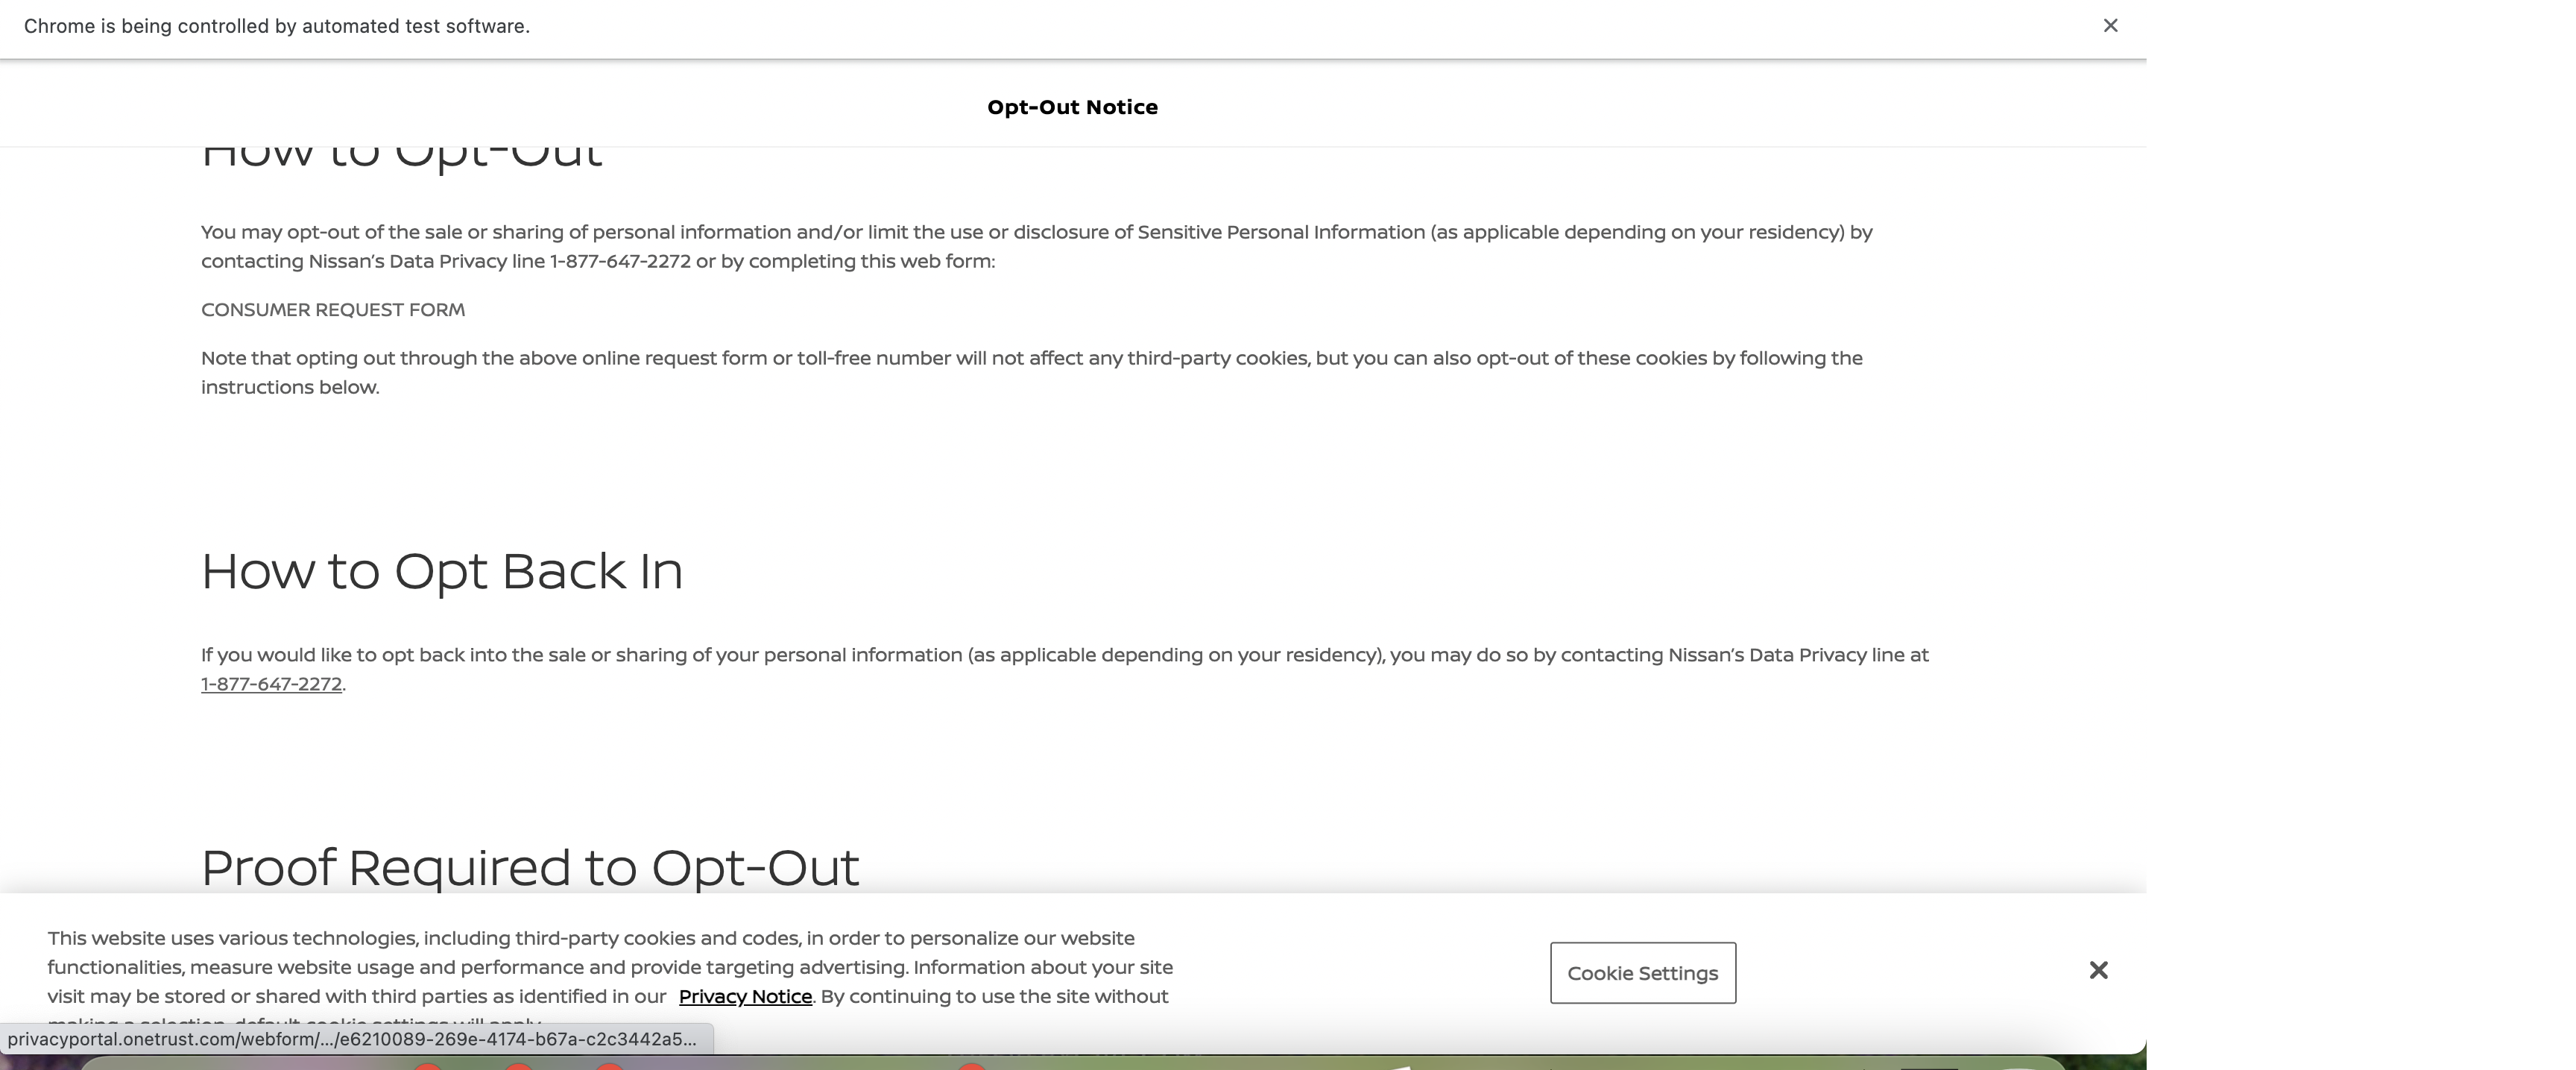 Chrome is being controlled by automated test software.
Opt-Out Notice
How to Opt-Out
You may opt-out of the sale or sharing of personal information and/or limit the use or disclosure of Sensitive Personal Information (as applicable depending on your residency) by
contacting Nissan’s Data Privacy line 1-877-647-2272 or by completing this web form:
CONSUMER REQUEST FORM
Note that opting out through the above online request form or toll-free number will not affect any third-party cookies, but you can also opt-out of these cookies by following the
instructions below.
How to Opt Back In
If you would like to opt back into the sale or sharing of your personal information (as applicable depending on your residency), you may do so by contacting Nissan’s Data Privacy line at
1-877-647-2272.
Proof Required to Opt-Out
This website uses various technologies, including third-party cookies and codes, in order to personalize our website
functionalities, measure website usage and performance and provide targeting advertising. Information about your site
visit may be stored or shared with third parties as identified in our Privacy Notice. By continuing to use the site without
making a selection, default cookie settings will apply.
Cookie Settings
privacyportal.onetrust.com/webform/.../e6210089-269e-4174-b67a-c2c3442a5...